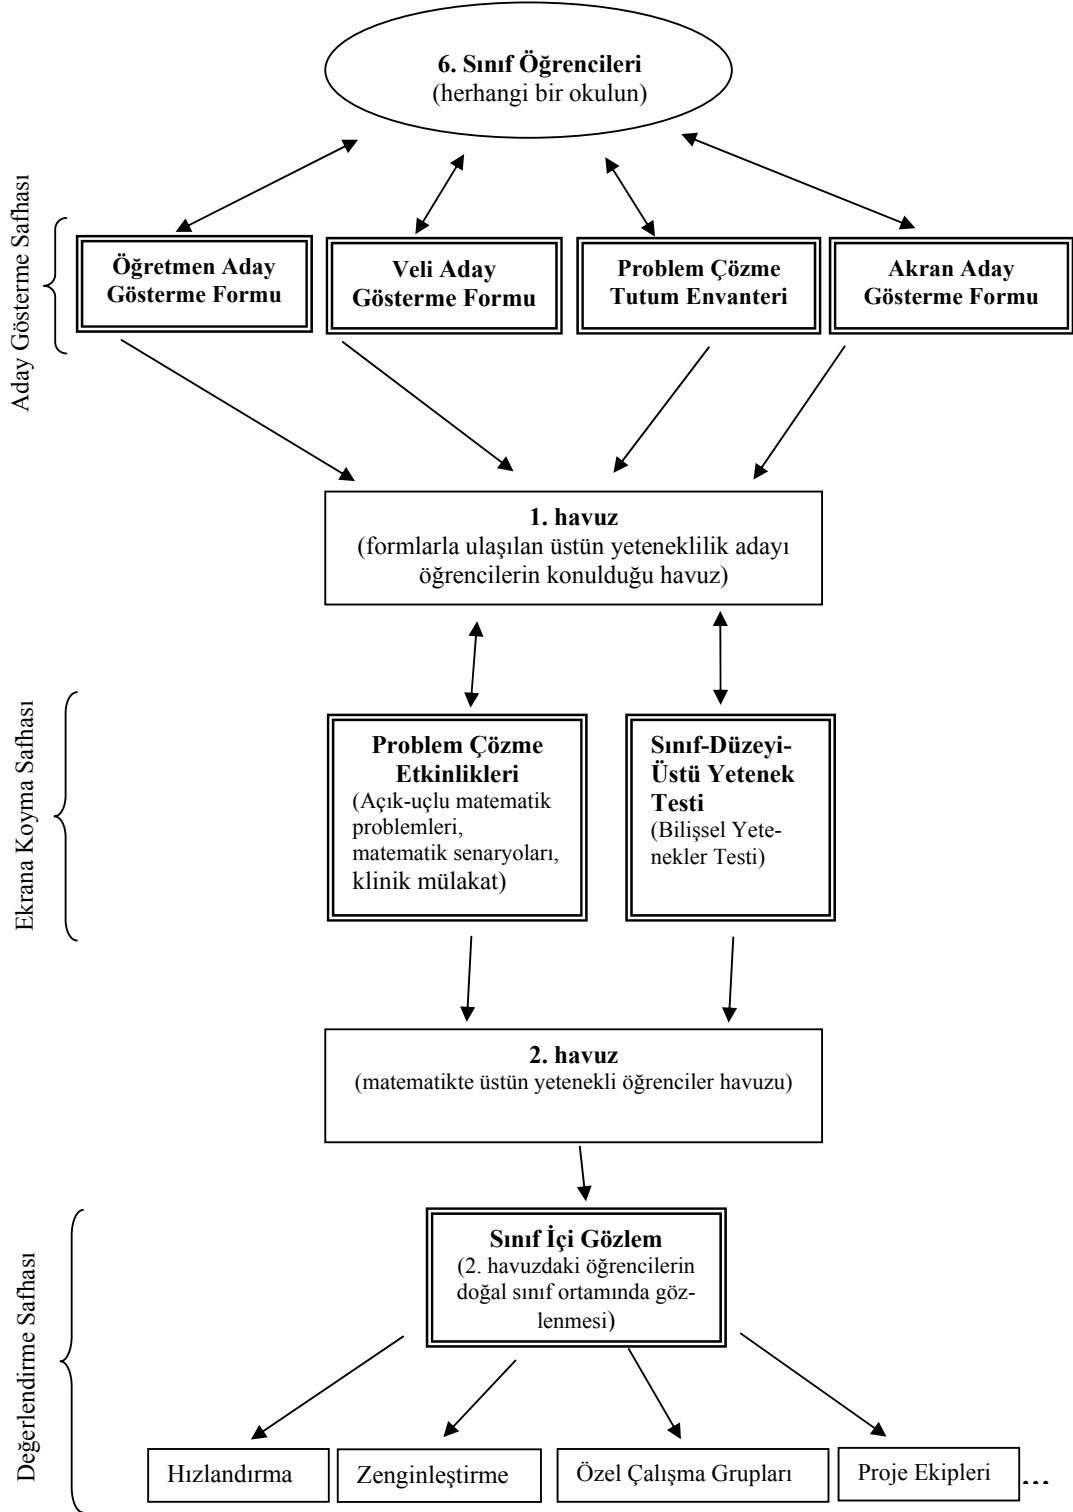 6. Sınıf Öğrencileri
(herhangi bir okulun)
Aday Gösterme Safhası
Öğretmen Aday
Gösterme Formu
Veli Aday
Gösterme Formu
Problem Çözme
Tutum Envanteri
Akran Aday
Gösterme Formu
1. havuz
(formlarla ulaşılan üstün yeteneklilik adayı
öğrencilerin konulduğu havuz)
Ekrana Koyma Safhası
Problem Çözme
Etkinlikleri
(Açık-uçlu matematik
problemleri,
matematik senaryoları,
klinik mülakat)
Sınıf-Düzeyi-
Üstü Yetenek
Testi
(Bilişsel Yete-
nekler Testi)
2. havuz
(matematikte üstün yetenekli öğrenciler havuzu)
Değerlendirme Safhası
Sınıf İçi Gözlem
(2. havuzdaki öğrencilerin
doğal sınıf ortamında göz-
lenmesi)
Hızlandırma
Zenginleştirme
Özel Çalışma Grupları
Proje Ekipleri
...